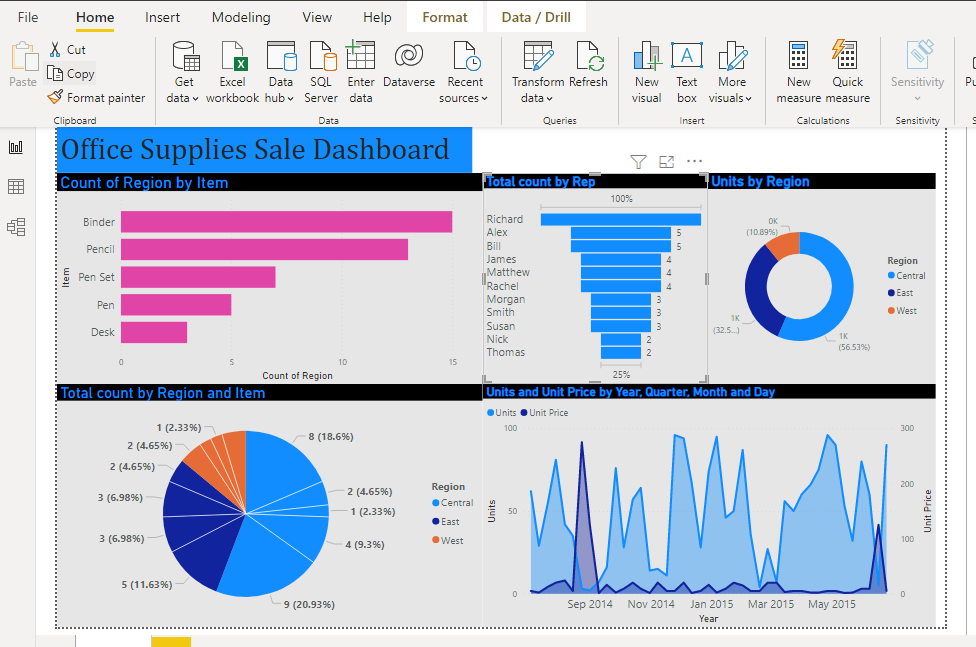 File Home Insert Modeling View Help Format Data / Drill
Paste
Cut
Copy
Format painter
Clipboard
Get data
Excel workbook
Data hub
SQL Server
Enter data
Dataverse
Recent sources
Data
Transform data
Refresh
Queries
New visual
Text box
More visuals
Insert
New measure
Quick measure
Calculations
Sensitivity
Sensitivity
Office Supplies Sale Dashboard
Count of Region by Item
Item
Binder
Pencil
Pen Set
Pen
Desk
0 5 10 15
Count of Region
Total count by Rep
100%
Richard
Alex 5
Bill 5
James 4
Matthew 4
Rachel 4
Morgan 3
Smith 3
Susan 3
Nick 2
Thomas 2
25%
Units by Region
0K
(10.89%)
1K
(32.5...)
1K
(56.53%)
Region
Central
East
West
Total count by Region and Item
1 (2.33%)
2 (4.65%)
2 (4.65%)
3 (6.98%)
3 (6.98%)
5 (11.63%)
8 (18.6%)
2 (4.65%)
1 (2.33%)
4 (9.3%)
9 (20.93%)
Region
Central
East
West
Units and Unit Price by Year, Quarter, Month and Day
Units Unit Price
100
50
0
Units
300
200
100
0
Unit Price
Sep 2014 Nov 2014 Jan 2015 Mar 2015 May 2015
Year